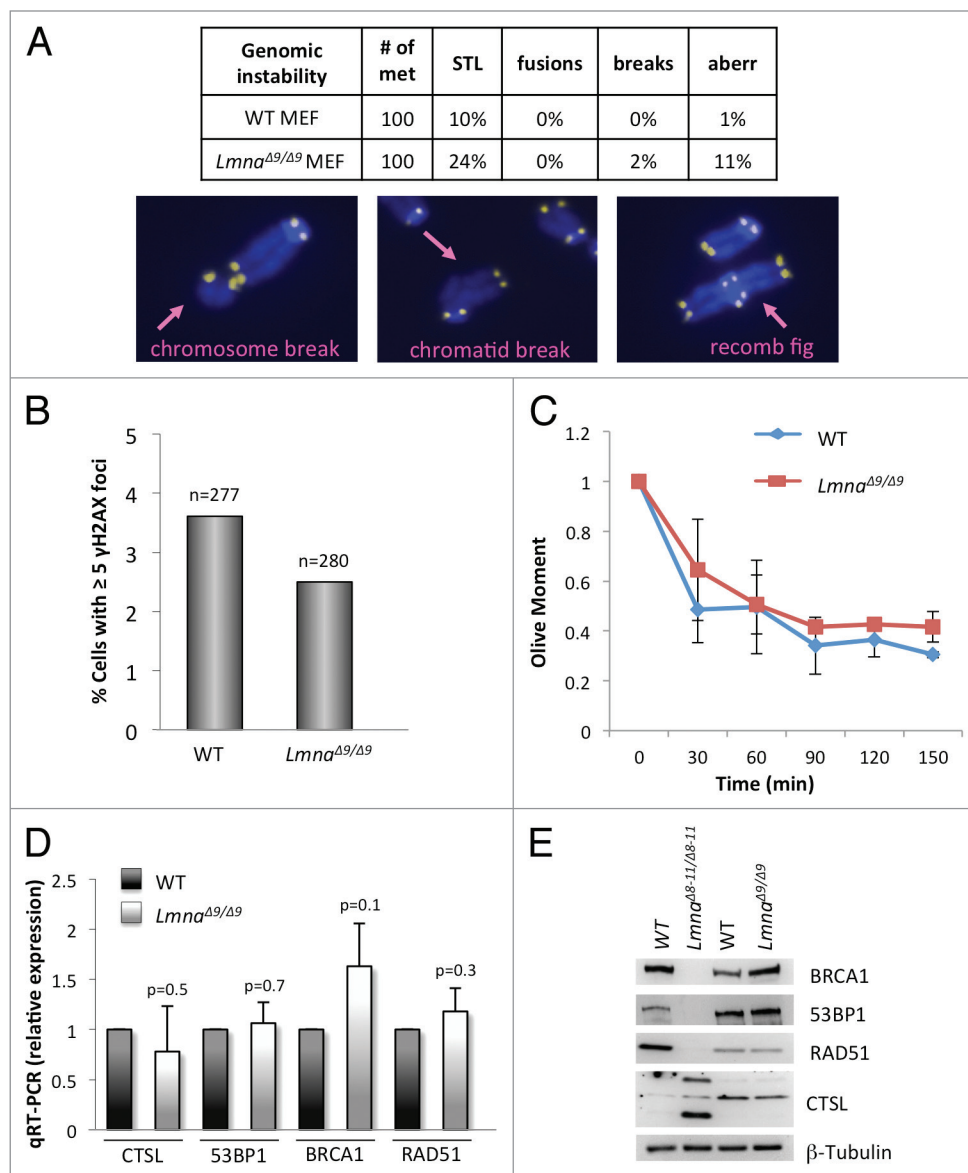 A
Genomic instability # of met STL fusions breaks aberr
WT MEF 100 10% 0% 0% 1%
LmnaΔ9/Δ9 MEF 100 24% 0% 2% 11%
chromosome break
chromatid break
recomb fig
B
% Cells with ≥ 5 γH2AX foci
5
4
3
2
1
0
n=277
n=280
WT
LmnaΔ9/Δ9
C
Olive Moment
1.2
1
0.8
0.6
0.4
0.2
0
WT
LmnaΔ9/Δ9
0 30 60 90 120 150
Time (min)
D
qRT-PCR (relative expression)
2.5
2
1.5
1
0.5
0
WT
LmnaΔ9/Δ9
p=0.5
p=0.7
p=0.1
p=0.3
CTSL 53BP1 BRCA1 RAD51
E
WT
LmnaΔ8-11/Δ8-11
WT
LmnaΔ9/Δ9
BRCA1
53BP1
RAD51
CTSL
β-Tubulin